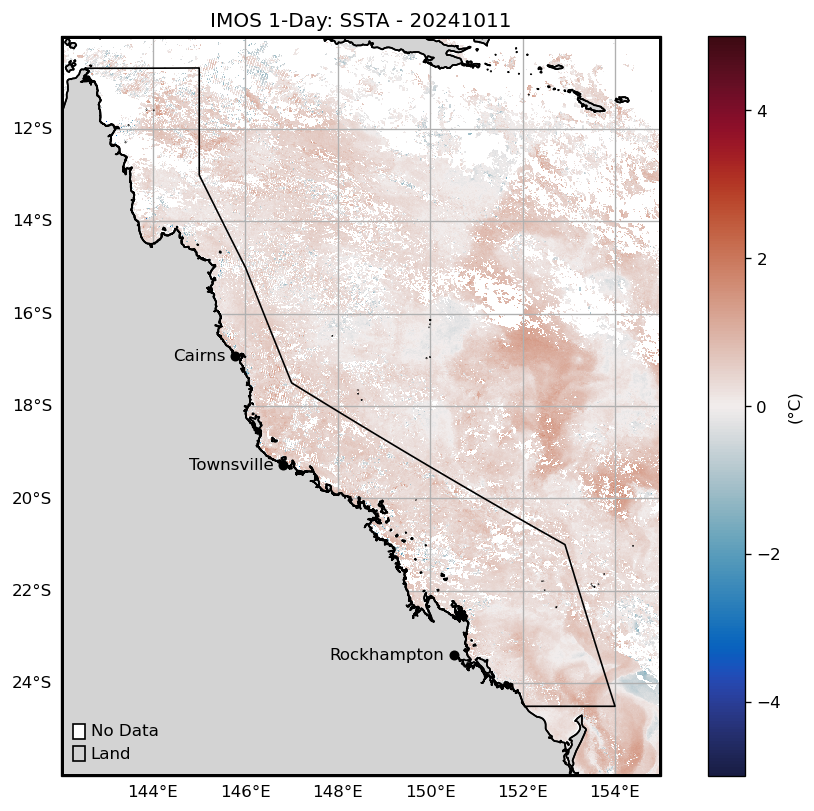 IMOS 1-Day: SSTA - 20241011
12°S
14°S
16°S
18°S
20°S
22°S
24°S
Cairns
Townsville
Rockhampton
No Data
Land
144°E
146°E
148°E
150°E
152°E
154°E
4
2
0
−2
−4
(°C)